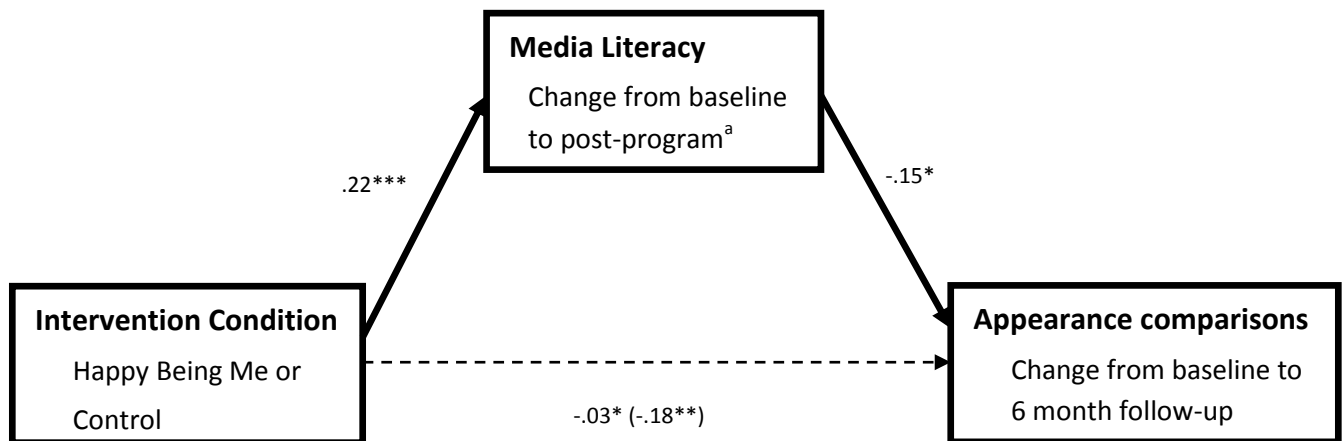 Media Literacy
Change from baseline
to post-programᵃ
.22***
-.15*
Intervention Condition
Happy Being Me or
Control
Appearance comparisons
Change from baseline to
6 month follow-up
-.03* (-.18**)